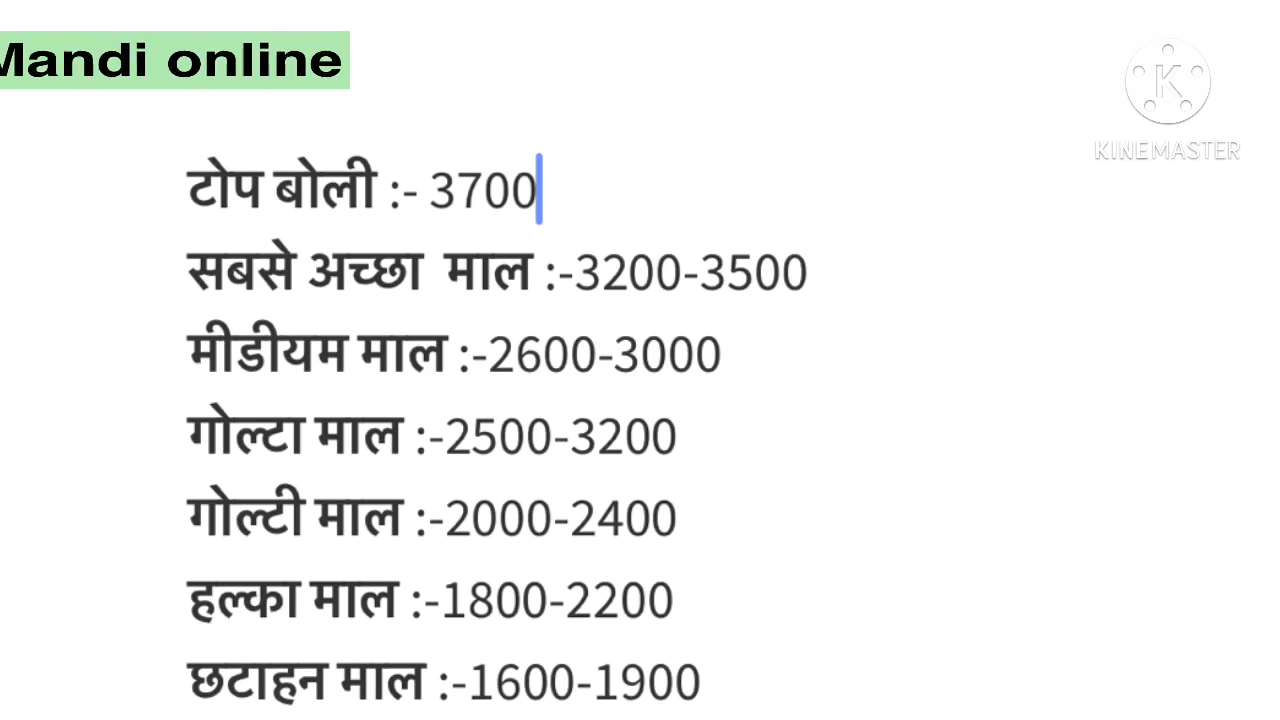 Mandi online
KINEMASTER
टोप बोली :- 3700
सबसे अच्छा माल :-3200-3500
मीडीयम माल :-2600-3000
गोल्टा माल :-2500-3200
गोल्टी माल :-2000-2400
हल्का माल :-1800-2200
छटाहन माल :-1600-1900